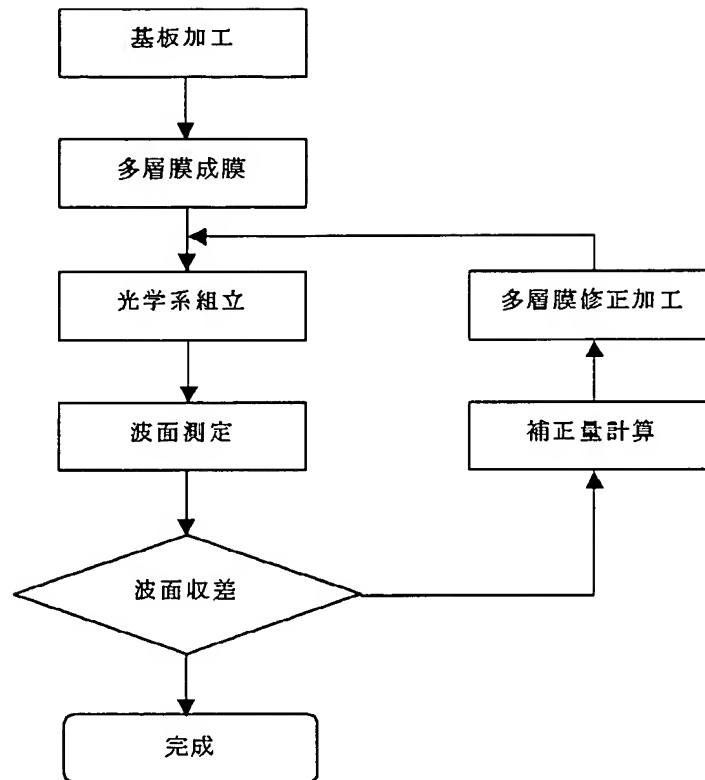 基板加工
多層膜成膜
光学系組立
多層膜修正加工
波面測定
補正量計算
波面収差
完成